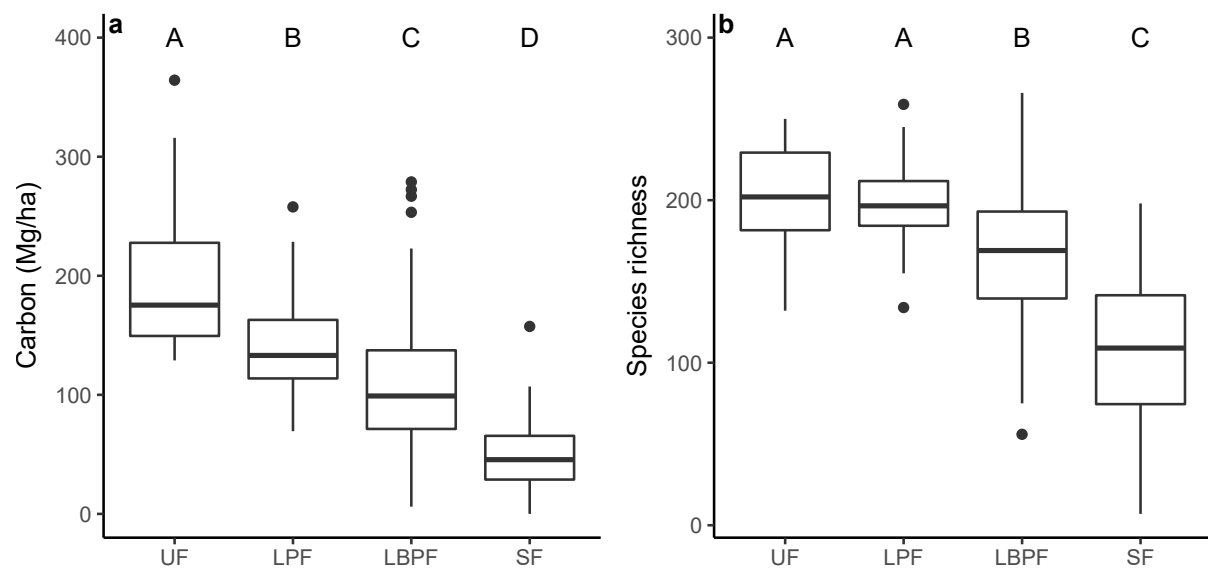 a
A B C D
Carbon (Mg/ha)
400
300
200
100
0
UF LPF LBPF SF
b
A A B C
Species richness
300
200
100
0
UF LPF LBPF SF